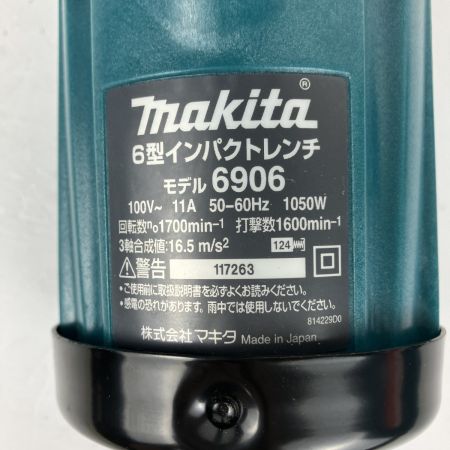 makita®
6型インパクトレンチ
モデル 6906
100V~ 11A 50-60Hz 1050W
回転数n₀1700min⁻¹ 打撃数1600min⁻¹
3軸合成値:16.5 m/s² 124
⚠警告 117263
•ご使用前に取扱説明書を必ずよくお読みください。
•感電の恐れがあります。雨中では使用しないでください。
814229D0
株式会社 マキタ Made in Japan